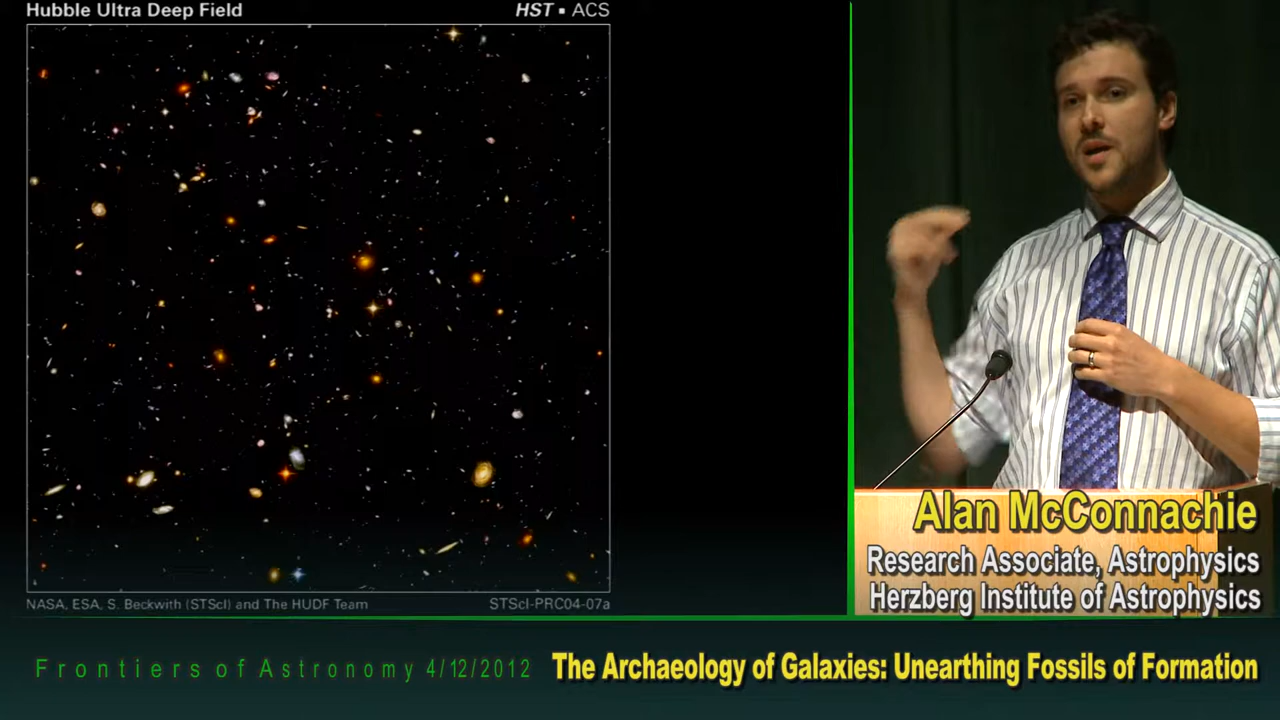 Hubble Ultra Deep Field
HST ▪ ACS
NASA, ESA, S. Beckwith (STScI) and The HUDF Team
STScI-PRC04-07a
Alan McConnachie
Research Associate, Astrophysics
Herzberg Institute of Astrophysics
Frontiers of Astronomy 4/12/2012
The Archaeology of Galaxies: Unearthing Fossils of Formation